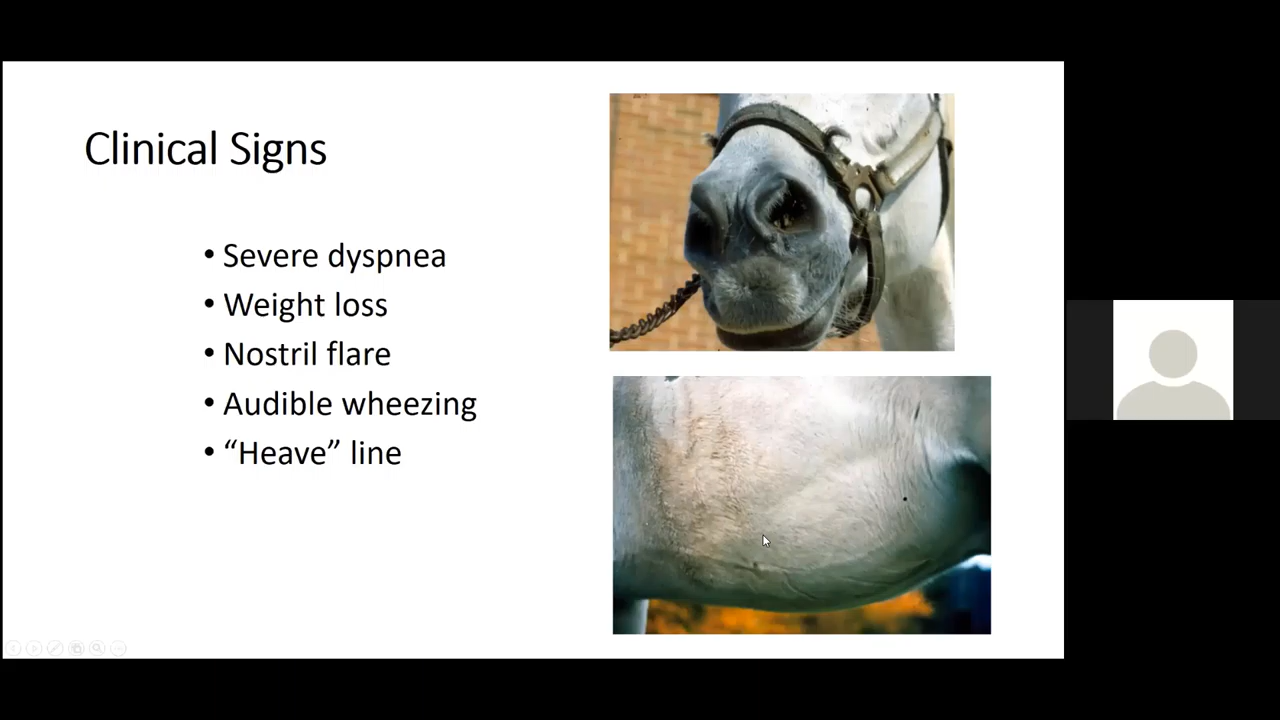 Clinical Signs
• Severe dyspnea
• Weight loss
• Nostril flare
• Audible wheezing
• “Heave” line